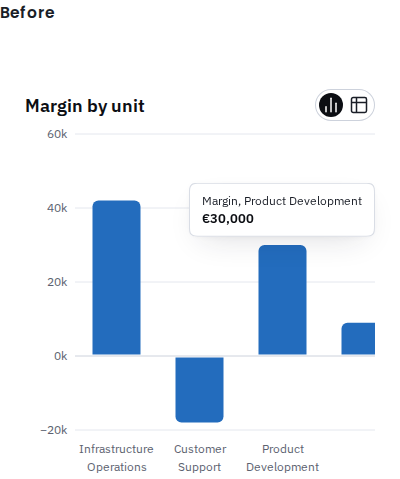 Before
Margin by unit
60k
40k
20k
0k
−20k
Margin, Product Development
€30,000
Infrastructure
Operations
Customer
Support
Product
Development